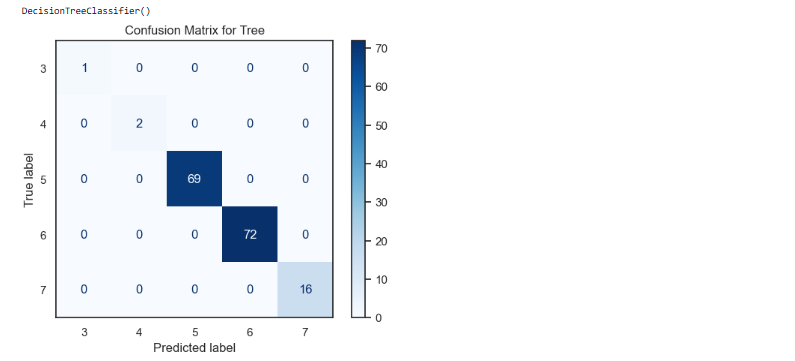 DecisionTreeClassifier()
Confusion Matrix for Tree
70
3 1 0 0 0 0
60
4 0 2 0 0 0
50
40
True label
5 0 0 69 0 0
30
6 0 0 0 72 0
20
10
7 0 0 0 0 16
0
3 4 5 6 7
Predicted label